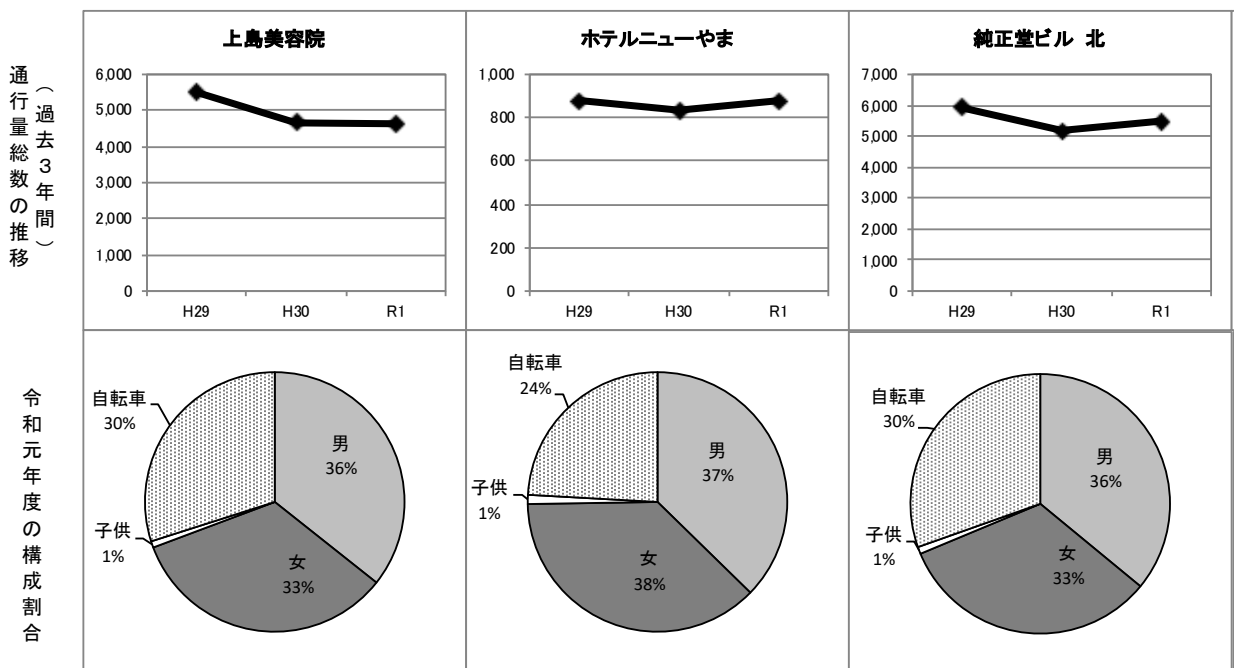 通行量総数の推移
（過去３年間）
上島美容院
6,000
5,000
4,000
3,000
2,000
1,000
0
H29 H30 R1
ホテルニューやま
1,000
800
600
400
200
0
H29 H30 R1
純正堂ビル 北
7,000
6,000
5,000
4,000
3,000
2,000
1,000
0
H29 H30 R1
令和元年度の構成割合
自転車
30%
男
36%
子供
1%
女
33%
自転車
24%
男
37%
子供
1%
女
38%
自転車
30%
男
36%
子供
1%
女
33%